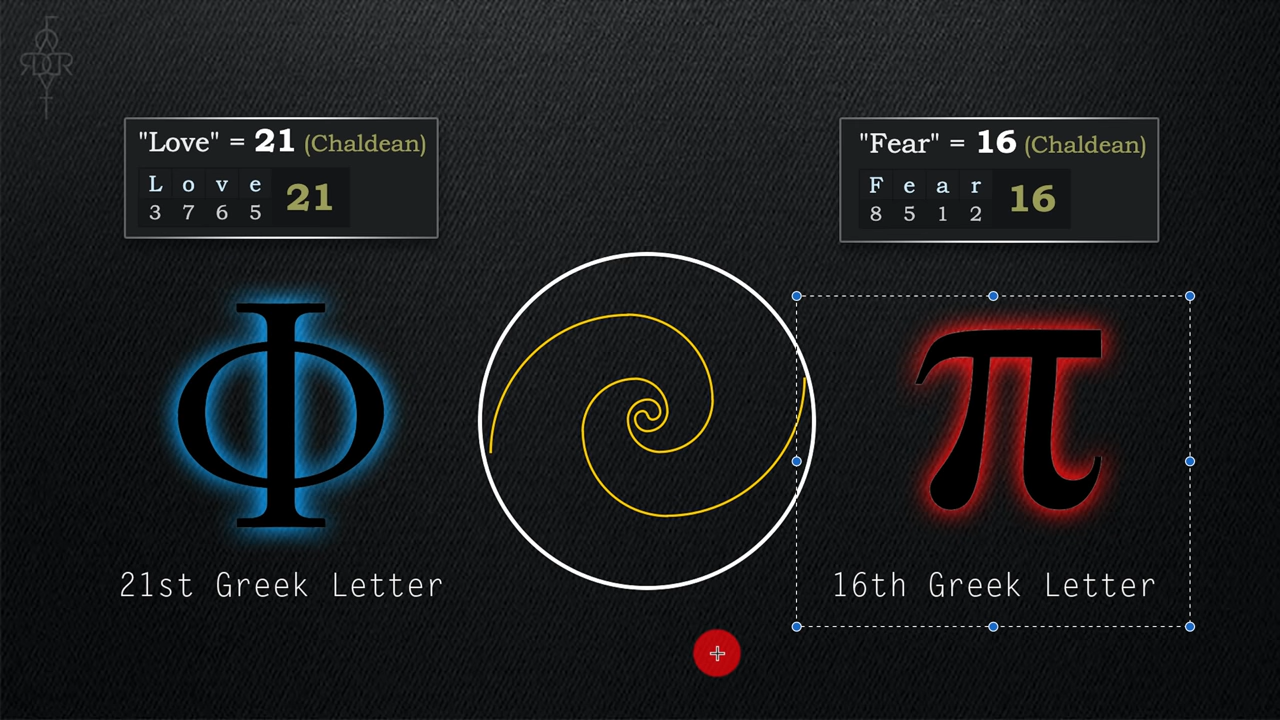 "Love" = 21 (Chaldean)
L o v e 21
3 7 6 5
"Fear" = 16 (Chaldean)
F e a r 16
8 5 1 2
Φ
π
21st Greek Letter
16th Greek Letter